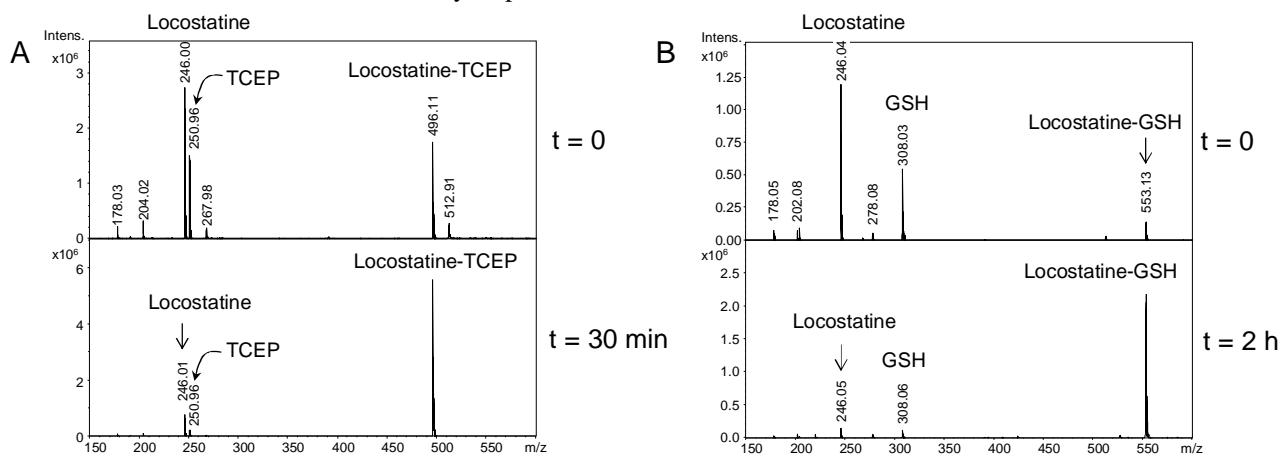 Locostatine
A
Intens.
x10⁶
3
2
1
0
178.03
204.02
246.00
250.96
267.98
496.11
512.91
TCEP
Locostatine-TCEP
t = 0
x10⁶
6
4
2
0
Locostatine
TCEP
246.01
250.96
Locostatine-TCEP
t = 30 min
150 200 250 300 350 400 450 500 550 m/z
Locostatine
B
Intens.
x10⁶
1.25
1.00
0.75
0.50
0.25
0.00
178.05
202.08
246.04
278.08
308.03
553.13
GSH
Locostatine-GSH
t = 0
x10⁶
2.5
2.0
1.5
1.0
0.5
0.0
Locostatine
GSH
246.05
308.06
Locostatine-GSH
t = 2 h
150 200 250 300 350 400 450 500 550 m/z